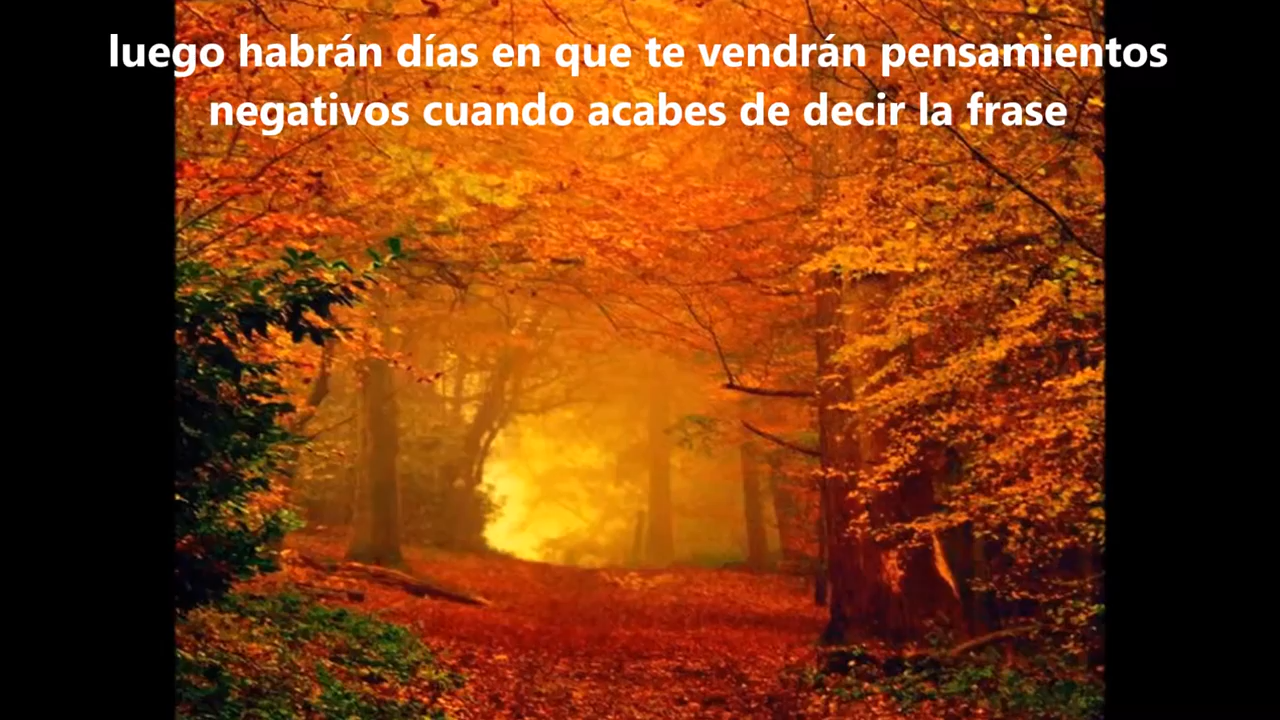 luego habrán días en que te vendrán pensamientos
negativos cuando acabes de decir la frase